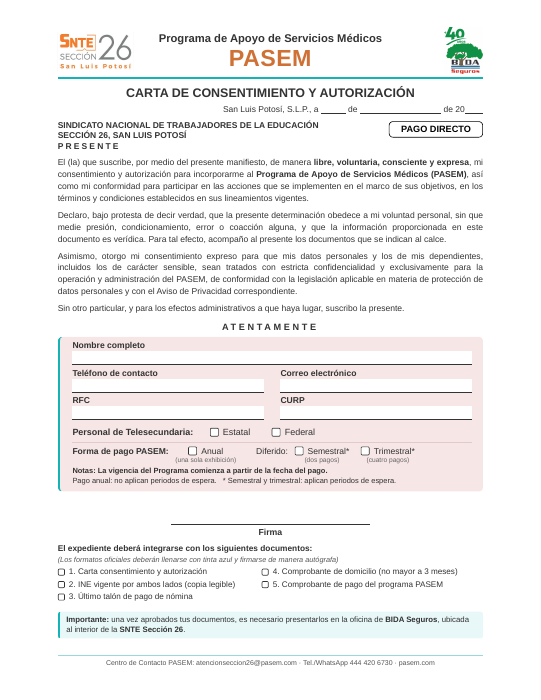 SNTE 26
SECCIÓN
San Luis Potosí
Programa de Apoyo de Servicios Médicos
PASEM
40
BIDA
Seguros
CARTA DE CONSENTIMIENTO Y AUTORIZACIÓN
San Luis Potosí, S.L.P., a ____ de ________________ de 20____
SINDICATO NACIONAL DE TRABAJADORES DE LA EDUCACIÓN
SECCIÓN 26, SAN LUIS POTOSÍ
P R E S E N T E
PAGO DIRECTO
El (la) que suscribe, por medio del presente manifiesto, de manera libre, voluntaria, consciente y expresa, mi
consentimiento y autorización para incorporarme al Programa de Apoyo de Servicios Médicos (PASEM), así
como mi conformidad para participar en las acciones que se implementen en el marco de sus objetivos, en los
términos y condiciones establecidos en sus lineamientos vigentes.
Declaro, bajo protesta de decir verdad, que la presente determinación obedece a mi voluntad personal, sin que
medie presión, condicionamiento, error o coacción alguna, y que la información proporcionada en este
documento es verídica. Para tal efecto, acompaño al presente los documentos que se indican al calce.
Asimismo, otorgo mi consentimiento expreso para que mis datos personales y los de mis dependientes,
incluidos los de carácter sensible, sean tratados con estricta confidencialidad y exclusivamente para la
operación y administración del PASEM, de conformidad con la legislación aplicable en materia de protección de
datos personales y con el Aviso de Privacidad correspondiente.
Sin otro particular, y para los efectos administrativos a que haya lugar, suscribo la presente.
A T E N T A M E N T E
Nombre completo
Teléfono de contacto Correo electrónico
RFC CURP
Personal de Telesecundaria: Estatal Federal
Forma de pago PASEM: Anual Diferido: Semestral* Trimestral*
(una sola exhibición) (dos pagos) (cuatro pagos)
Notas: La vigencia del Programa comienza a partir de la fecha del pago.
Pago anual: no aplican periodos de espera. * Semestral y trimestral: aplican periodos de espera.
Firma
El expediente deberá integrarse con los siguientes documentos:
(Los formatos oficiales deberán llenarse con tinta azul y firmarse de manera autógrafa)
1. Carta consentimiento y autorización
2. INE vigente por ambos lados (copia legible)
3. Último talón de pago de nómina
4. Comprobante de domicilio (no mayor a 3 meses)
5. Comprobante de pago del programa PASEM
Importante: una vez aprobados tus documentos, es necesario presentarlos en la oficina de BIDA Seguros, ubicada
al interior de la SNTE Sección 26.
Centro de Contacto PASEM: atencionseccion26@pasem.com · Tel./WhatsApp 444 420 6730 · pasem.com